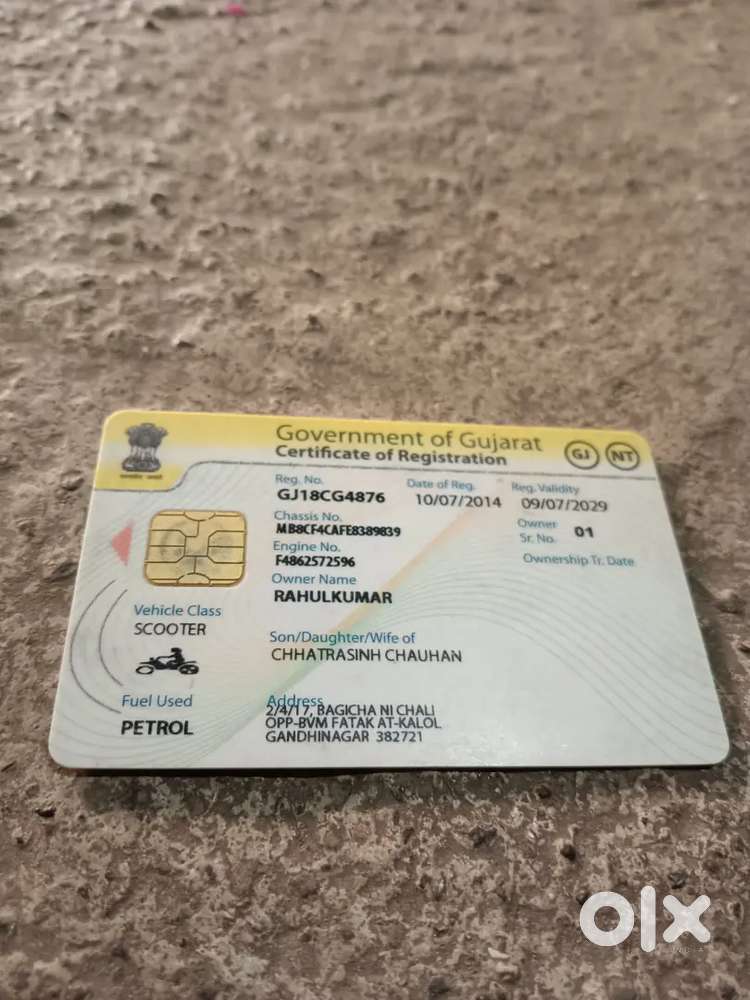 Government of Gujarat
Certificate of Registration
GJ
NT
Reg. No.
GJ18CG4876
Date of Reg.
10/07/2014
Reg. Validity
09/07/2029
Chassis No.
MB8CF4CAFE8389839
Owner
Sr. No.
01
Engine No.
F4862572596
Ownership Tr. Date
Owner Name
RAHULKUMAR
Vehicle Class
SCOOTER
Son/Daughter/Wife of
CHHATRASINH CHAUHAN
Fuel Used
PETROL
Address
2/4/17, BAGICHA NI CHALI
OPP-BVM FATAK AT-KALOL
GANDHINAGAR 382721
olx
INDIA